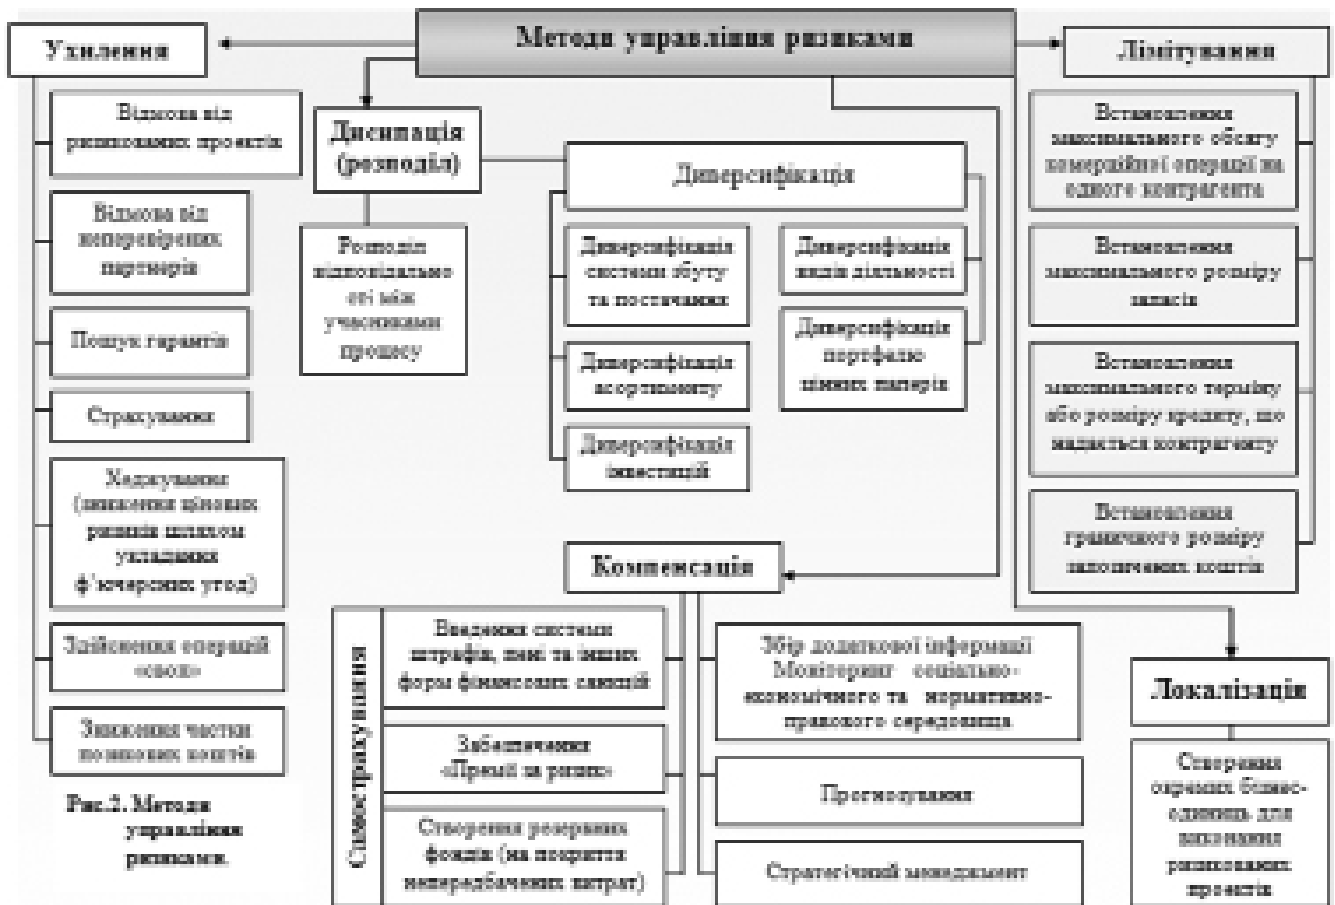 Методи управління ризиками
Ухилення
Відмова від
ризикованих проектів
Відмова від
неперевірених
партнерів
Пошук гарантів
Страхування
Хеджування
(зниження цінових
ризиків шляхом
укладання
ф'ючерсних угод)
Здійснення операцій
«своп»
Зниження частки
позикових коштів
Рис.2. Методи
управління
ризиками.
Дисипація
(розподіл)
Розподіл
відповідально
сті між
учасниками
процесу
Диверсифікація
Диверсифікація
системи збуту
та постачання
Диверсифікація
асортименту
Диверсифікація
інвестицій
Диверсифікація
видів діяльності
Диверсифікація
портфелю
цінних паперів
Компенсація
Самострахування
Введення системи
штрафів, пені та інших
форм фінансових санкцій
Забезпечення
«Премії за ризик»
Створення резервних
фондів (на покриття
непередбачених витрат)
Збір додаткової інформації
Моніторинг соціально-
економічного та нормативно-
правового середовища
Прогнозування
Стратегічний менеджмент
Лімітування
Встановлення
максимального обсягу
комерційної операції на
одного контрагента
Встановлення
максимального розміру
запасів
Встановлення
максимального терміну
або розміру кредиту, що
надається контрагенту
Встановлення
граничного розміру
залучених коштів
Локалізація
Створення
окремих бізнес-
одиниць для
виконання
ризикованих
проектів